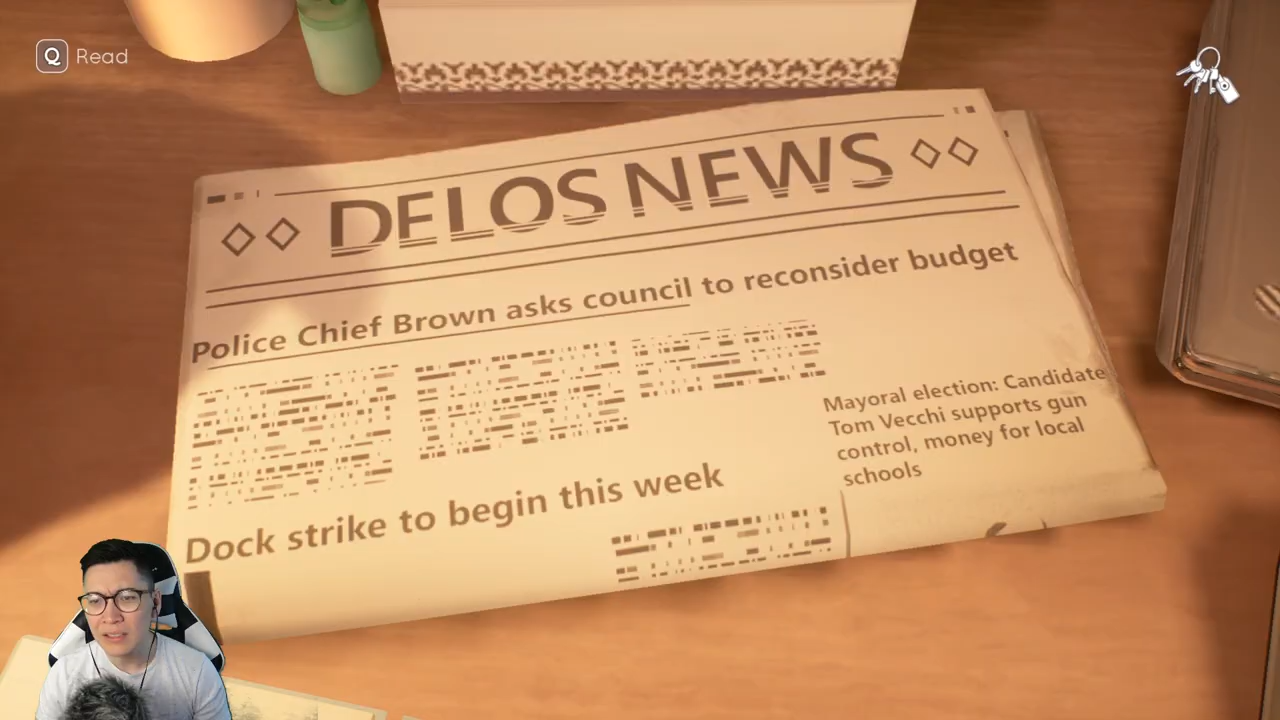 Q Read
DELOS NEWS
Police Chief Brown asks council to reconsider budget
Mayoral election: Candidate
Tom Vecchi supports gun
control, money for local
schools
Dock strike to begin this week